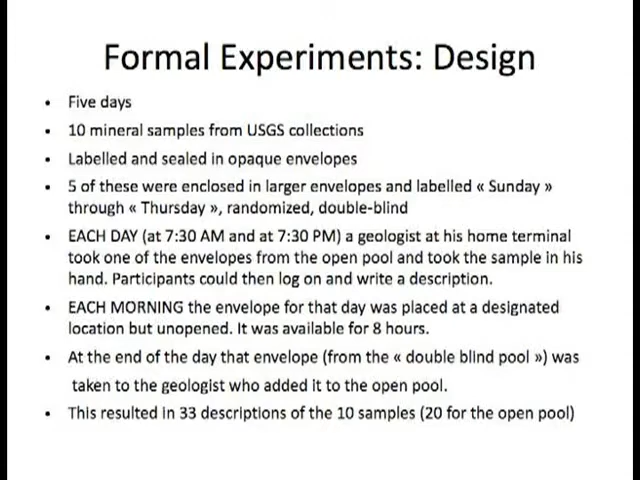 Formal Experiments: Design
• Five days
• 10 mineral samples from USGS collections
• Labelled and sealed in opaque envelopes
• 5 of these were enclosed in larger envelopes and labelled « Sunday »
through « Thursday », randomized, double-blind
• EACH DAY (at 7:30 AM and at 7:30 PM) a geologist at his home terminal
took one of the envelopes from the open pool and took the sample in his
hand. Participants could then log on and write a description.
• EACH MORNING the envelope for that day was placed at a designated
location but unopened. It was available for 8 hours.
• At the end of the day that envelope (from the « double blind pool ») was
taken to the geologist who added it to the open pool.
• This resulted in 33 descriptions of the 10 samples (20 for the open pool)